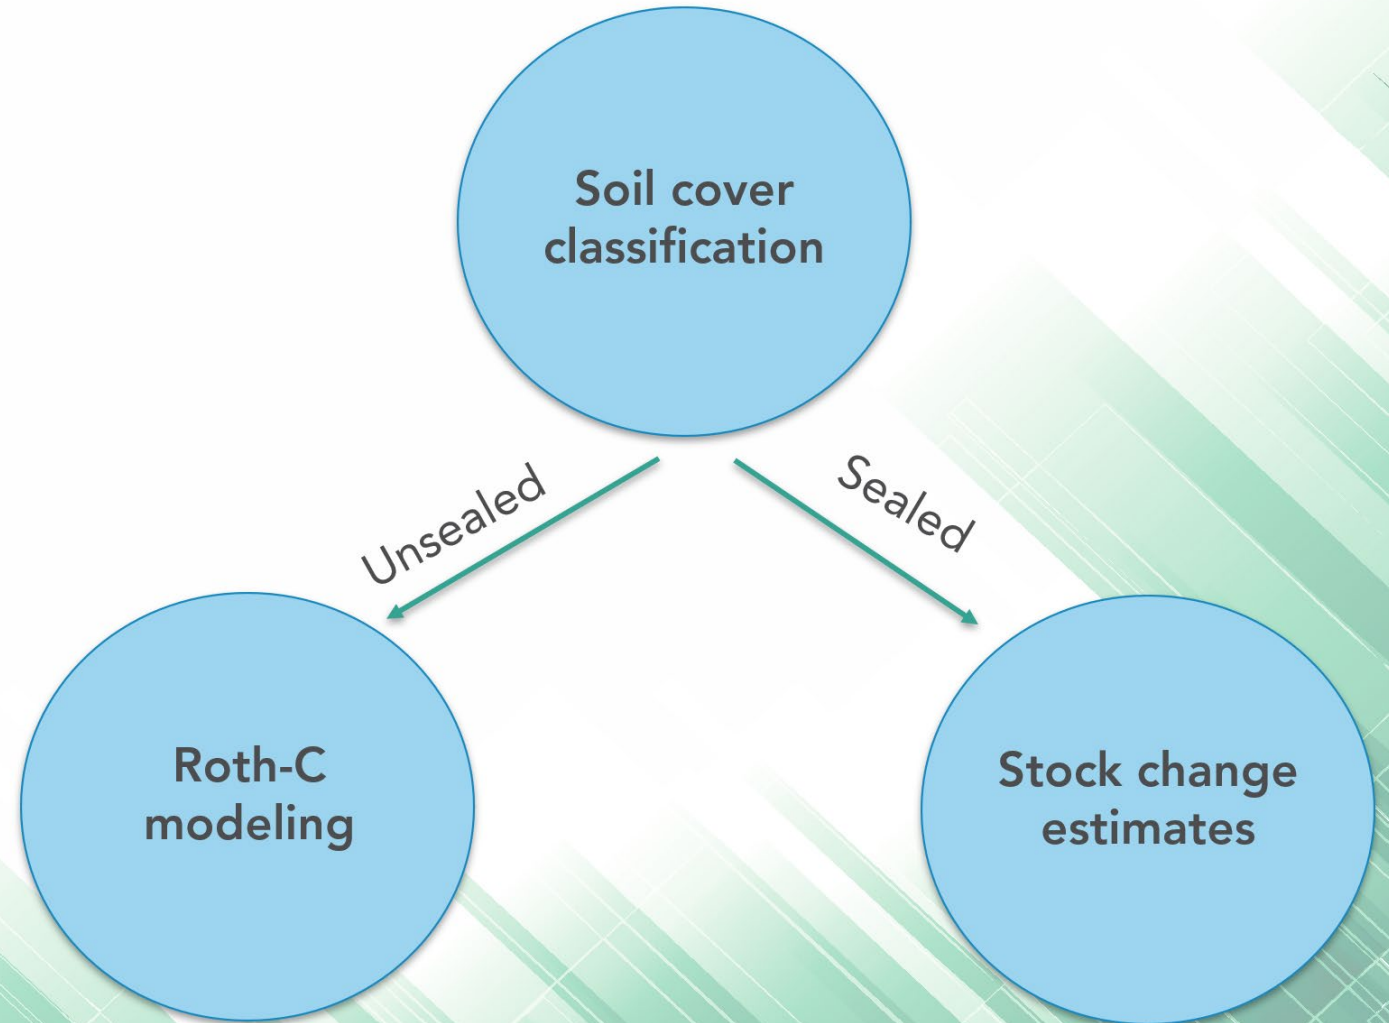 Soil cover
classification
Unsealed
Sealed
Roth-C
modeling
Stock change
estimates